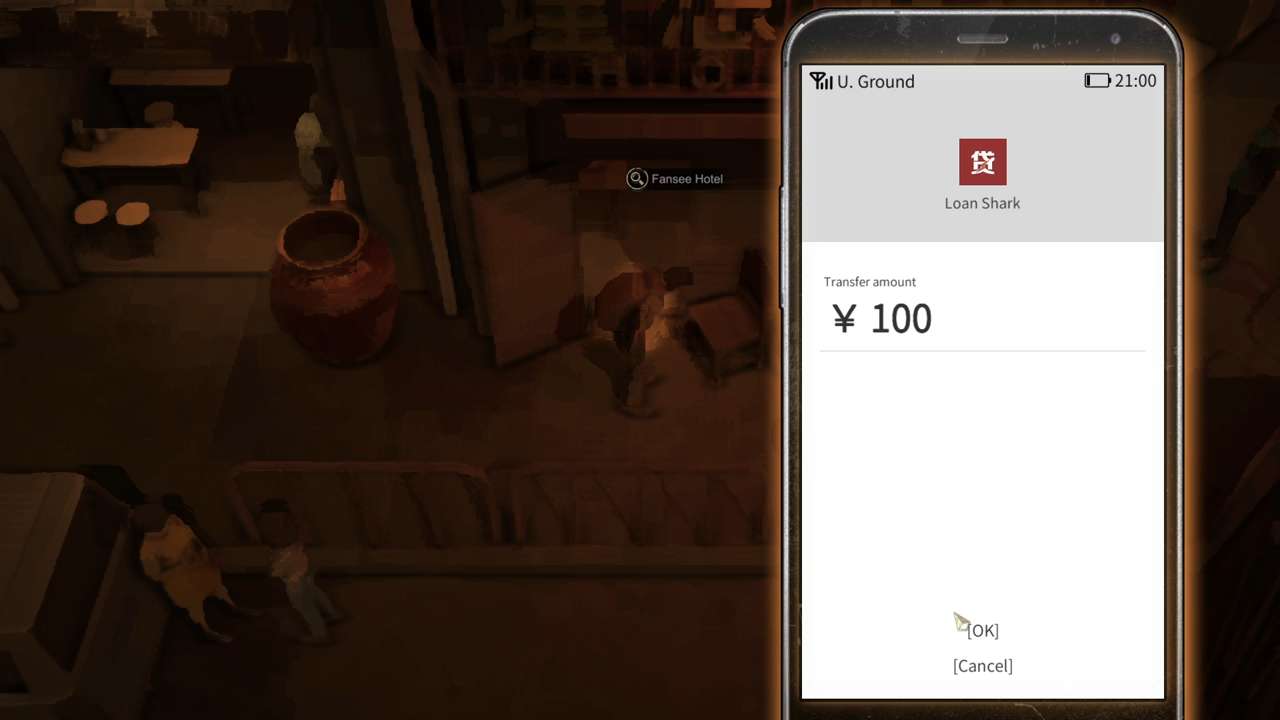 U. Ground
21:00
贷
Loan Shark
Fansee Hotel
Transfer amount
¥ 100
[OK]
[Cancel]